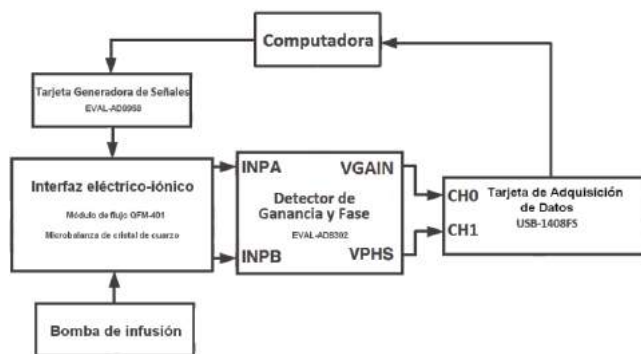 Computadora
Tarjeta Generadora de Señales
EVAL-AD9958
Interfaz eléctrico-iónico
Módulo de flujo QFM-401
Microbalanza de cristal de cuarzo
INPA
VGAIN
Detector de
Ganancia y Fase
EVAL-AD8302
INPB
VPHS
CH0
Tarjeta de Adquisición
de Datos
USB-1408FS
CH1
Bomba de infusión